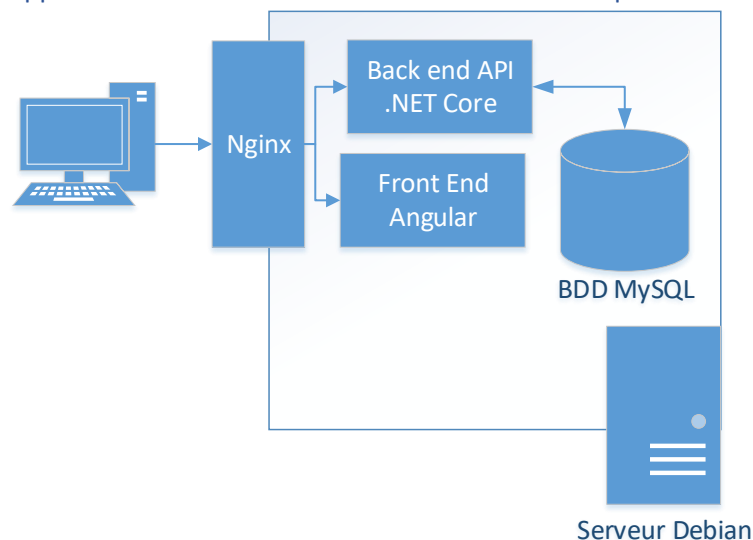 Nginx
Back end API
.NET Core
Front End
Angular
BDD MySQL
Serveur Debian